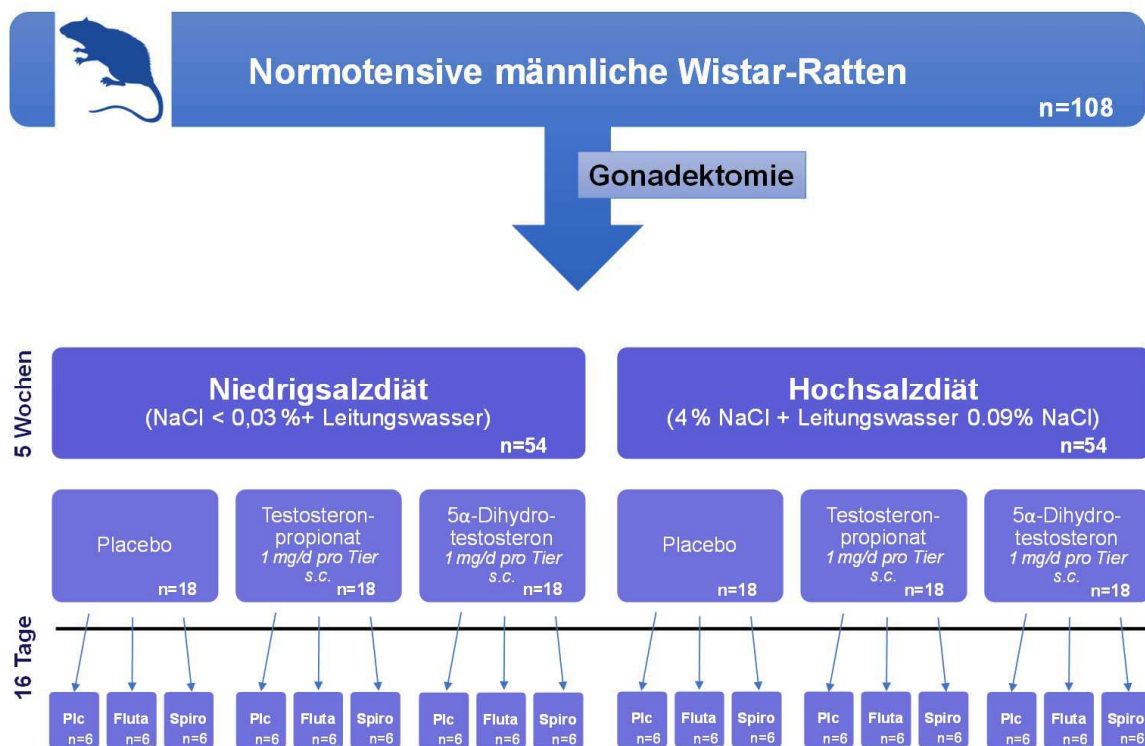 Normotensive männliche Wistar-Ratten
n=108
Gonadektomie
5 Wochen
Niedrigsalzdiät
(NaCl < 0,03 %+ Leitungswasser)
n=54
Hochsalzdiät
(4 % NaCl + Leitungswasser 0.09% NaCl)
n=54
Placebo
n=18
Testosteron-
propionat
1 mg/d pro Tier
s.c.
n=18
5α-Dihydro-
testosteron
1 mg/d pro Tier
s.c.
n=18
Placebo
n=18
Testosteron-
propionat
1 mg/d pro Tier
s.c.
n=18
5α-Dihydro-
testosteron
1 mg/d pro Tier
s.c.
n=18
16 Tage
Plc
n=6
Fluta
n=6
Spiro
n=6
Plc
n=6
Fluta
n=6
Spiro
n=6
Plc
n=6
Fluta
n=6
Spiro
n=6
Plc
n=6
Fluta
n=6
Spiro
n=6
Plc
n=6
Fluta
n=6
Spiro
n=6
Plc
n=6
Fluta
n=6
Spiro
n=6